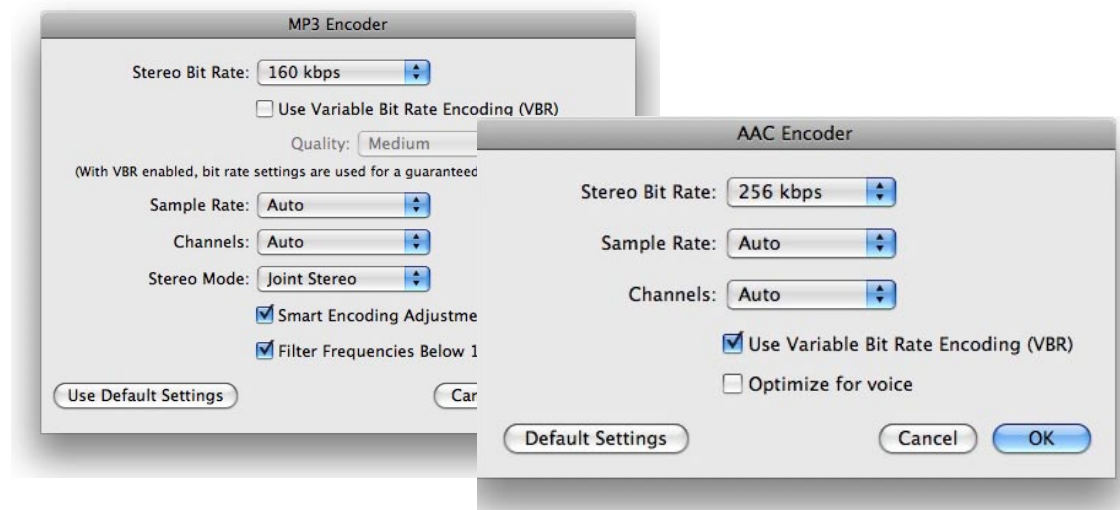 MP3 Encoder
Stereo Bit Rate: 160 kbps
Use Variable Bit Rate Encoding (VBR)
Quality: Medium
(With VBR enabled, bit rate settings are used for a guaranteed
Sample Rate: Auto
Channels: Auto
Stereo Mode: Joint Stereo
Smart Encoding
Filter Frequencies Below
Use Default Settings
AAC Encoder
Stereo Bit Rate: 256 kbps
Sample Rate: Auto
Channels: Auto
Use Variable Bit Rate Encoding (VBR)
Optimize for voice
Default Settings Cancel OK